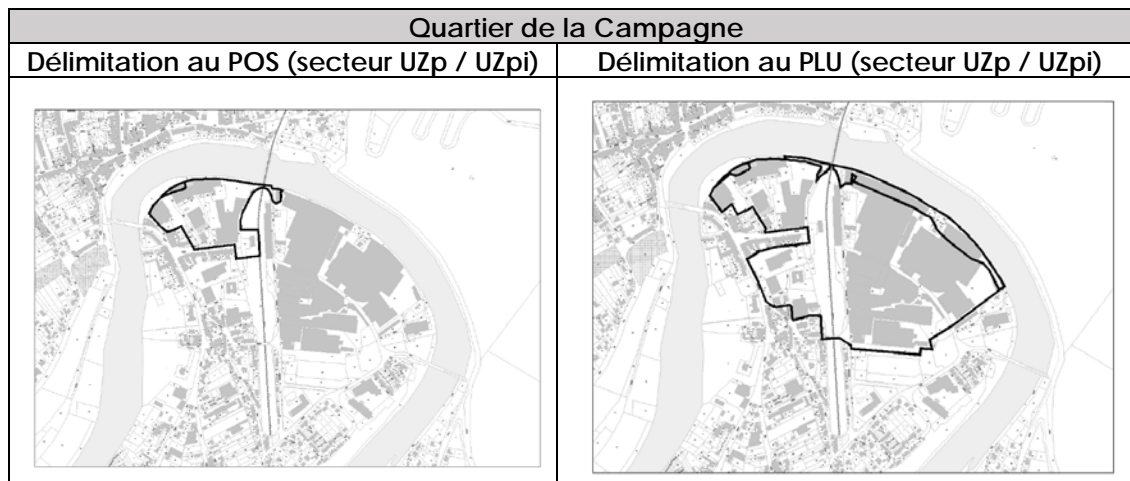 Quartier de la Campagne
Délimitation au POS (secteur UZp / UZpi)
Délimitation au PLU (secteur UZp / UZpi)